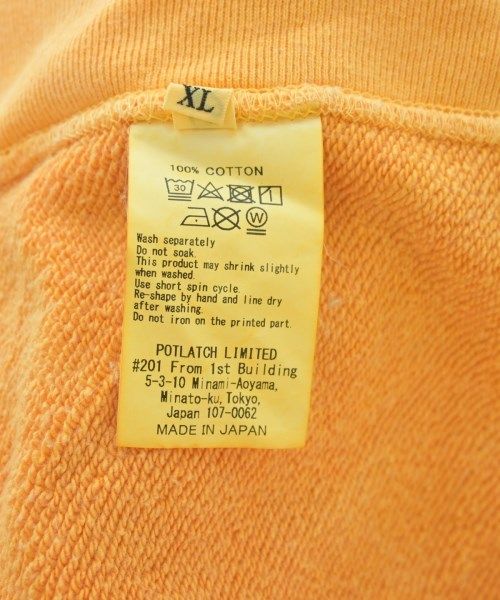 XL
100% COTTON
30
W
Wash separately
Do not soak.
This product may shrink slightly
when washed.
Use short spin cycle.
Re-shape by hand and line dry
after washing.
Do not iron on the printed part.
POTLATCH LIMITED
#201 From 1st Building
5-3-10 Minami-Aoyama,
Minato-ku, Tokyo,
Japan 107-0062
MADE IN JAPAN